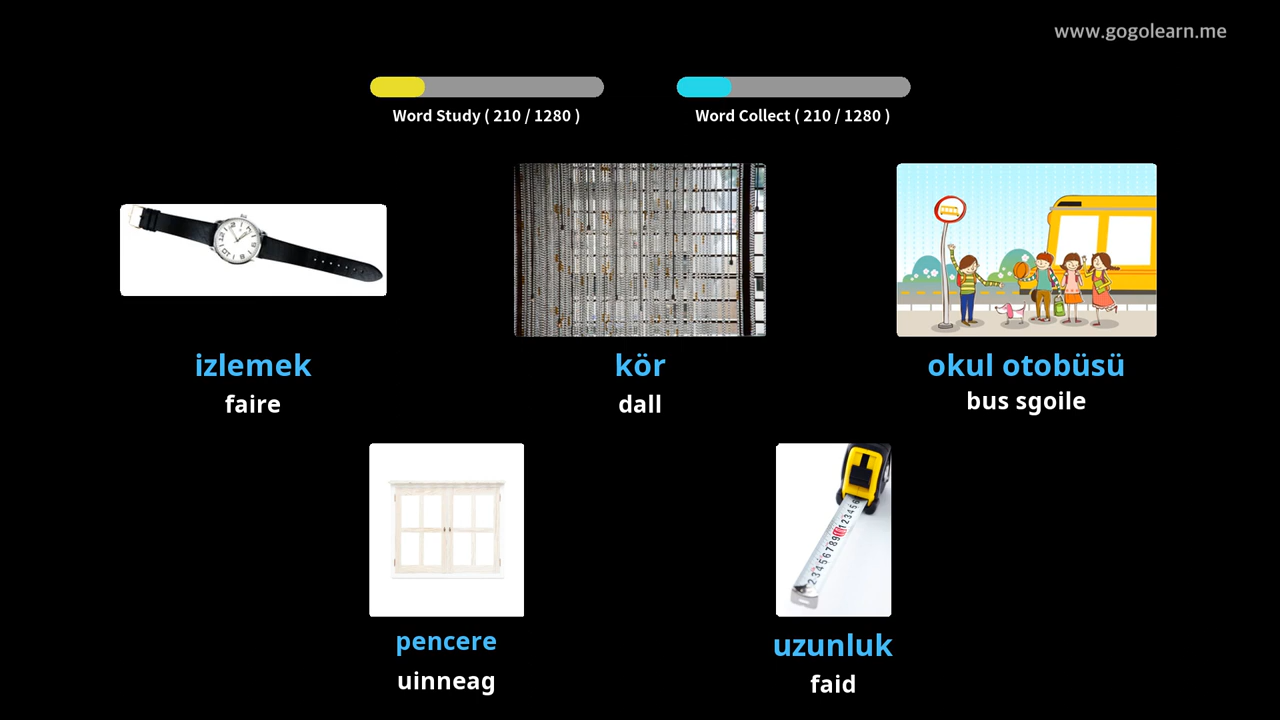 www.gogolearn.me
Word Study ( 210 / 1280 )
Word Collect ( 210 / 1280 )
izlemek
faire
kör
dall
okul otobüsü
bus sgoile
pencere
uinneag
uzunluk
faid